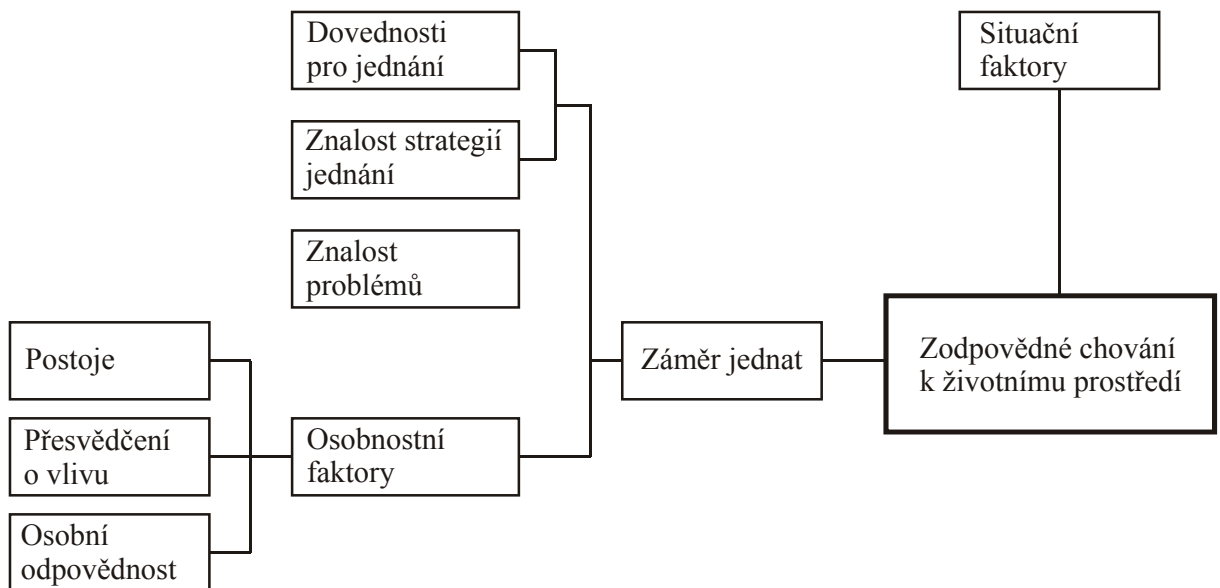 Dovednosti
pro jednání
Situační
faktory
Znalost strategií
jednání
Znalost
problémů
Postoje
Záměr jednat
Zodpovědné chování
k životnímu prostředí
Přesvědčení
o vlivu
Osobnostní
faktory
Osobní
odpovědnost